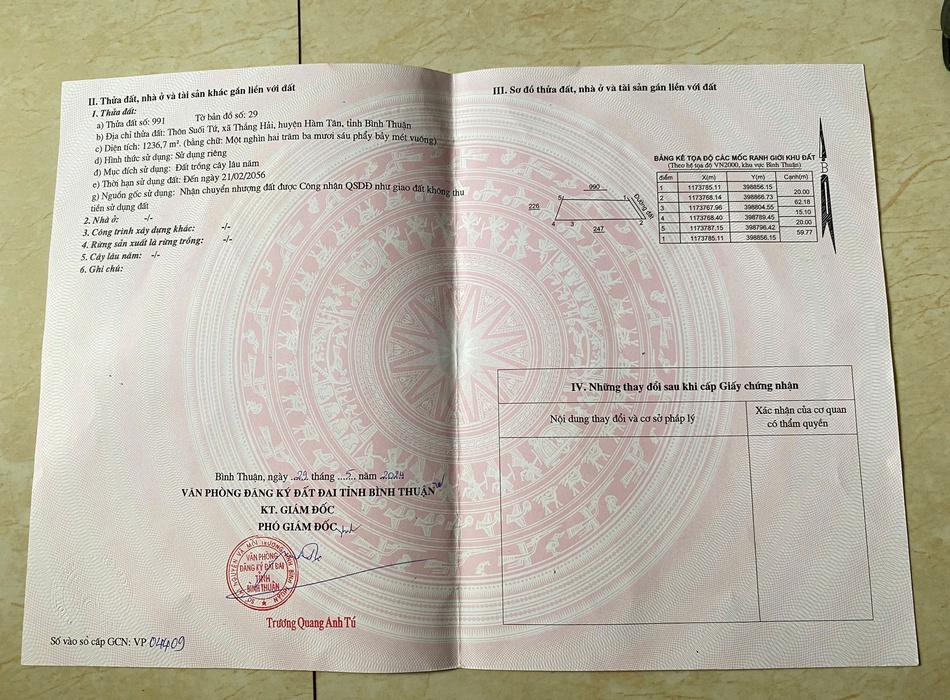 II. Thửa đất, nhà ở và tài sản khác gắn liền với đất
1. Thửa đất:
a) Thửa đất số: 991 Tờ bản đồ số: 29
b) Địa chỉ thửa đất: Thôn Suối Tứ, xã Thắng Hải, huyện Hàm Tân, tỉnh Bình Thuận
c) Diện tích: 1236,7 m². (bằng chữ: Một nghìn hai trăm ba mươi sáu phẩy bảy mét vuông)
d) Hình thức sử dụng: Sử dụng riêng
đ) Mục đích sử dụng: Đất trồng cây lâu năm
e) Thời hạn sử dụng đất: Đến ngày 21/02/2056
g) Nguồn gốc sử dụng: Nhận chuyển nhượng đất được Công nhận QSDĐ như giao đất không thu
tiền sử dụng đất
2. Nhà ở: -/-
3. Công trình xây dựng khác: -/-
4. Rừng sản xuất là rừng trồng: -/-
5. Cây lâu năm: -/-
6. Ghi chú:
Bình Thuận, ngày 29 tháng 5 năm 2024
VĂN PHÒNG ĐĂNG KÝ ĐẤT ĐAI TỈNH BÌNH THUẬN
KT. GIÁM ĐỐC
PHÓ GIÁM ĐỐC
VĂN PHÒNG
ĐĂNG KÝ ĐẤT ĐAI
TỈNH
BÌNH THUẬN
Trương Quang Anh Tú
Số vào sổ cấp GCN: VP 04409
III. Sơ đồ thửa đất, nhà ở và tài sản gắn liền với đất
990
226
247
Đường đất
5
4
3
2
BẢNG KÊ TỌA ĐỘ CÁC MỐC RANH GIỚI KHU ĐẤT
(Theo hệ tọa độ VN2000, khu vực Bình Thuận)
điểm X(m) Y(m) Cạnh(m)
1 1173785.11 398856.15
20.00
2 1173768.14 398866.73
62.18
3 1173767.96 398804.55
15.10
4 1173768.40 398789.45
20.00
5 1173787.15 398796.42
59.77
1 1173785.11 398856.15
B
IV. Những thay đổi sau khi cấp Giấy chứng nhận
Nội dung thay đổi và cơ sở pháp lý
Xác nhận của cơ quan
có thẩm quyền